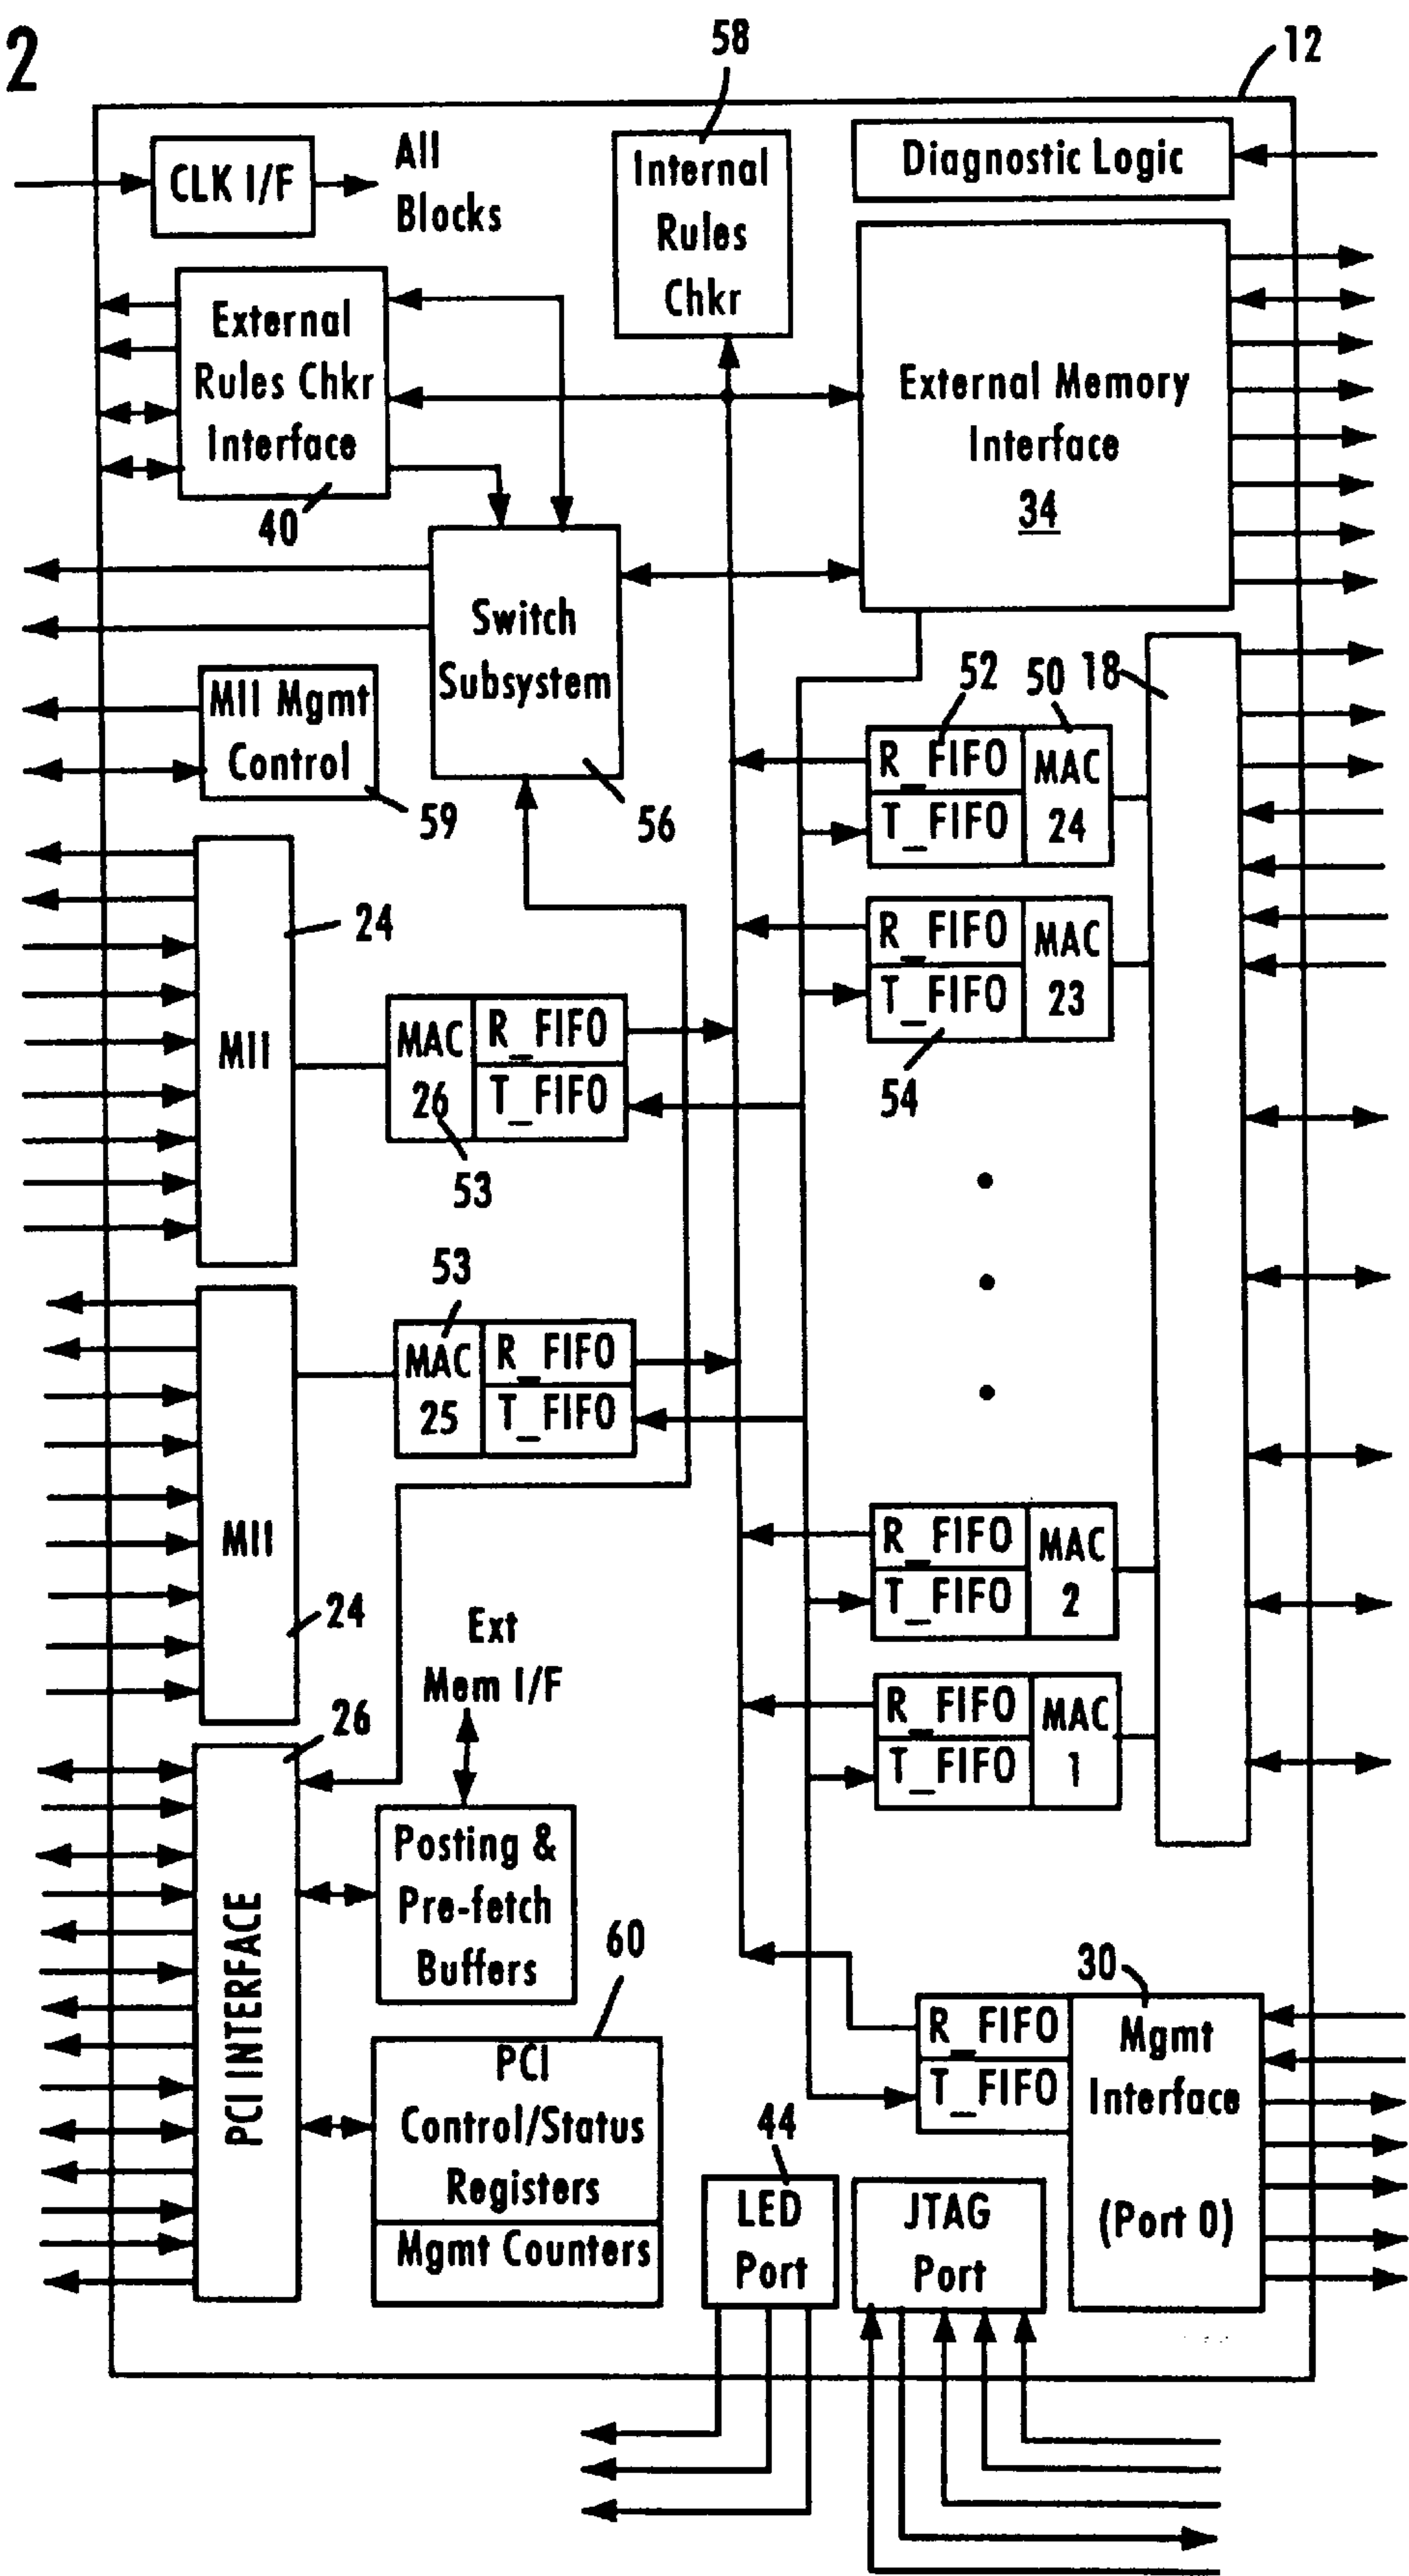 2
58
12
CLK I/F
All
Blocks
Internal
Rules
Chkr
Diagnostic Logic
External
Rules Chkr
Interface
40
External Memory
Interface
34
Switch
Subsystem
56
MII Mgmt
Control
59
52
50
18
R_FIFO
T_FIFO
MAC
24
R_FIFO
T_FIFO
MAC
23
54
24
MII
MAC
26
R_FIFO
T_FIFO
53
53
MAC
25
R_FIFO
T_FIFO
MII
24
R_FIFO
T_FIFO
MAC
2
R_FIFO
T_FIFO
MAC
1
Ext
Mem I/F
26
PCI INTERFACE
Posting &
Pre-fetch
Buffers
60
PCI
Control/Status
Registers
Mgmt Counters
30
R_FIFO
T_FIFO
Mgmt
Interface
(Port 0)
44
LED
Port
JTAG
Port